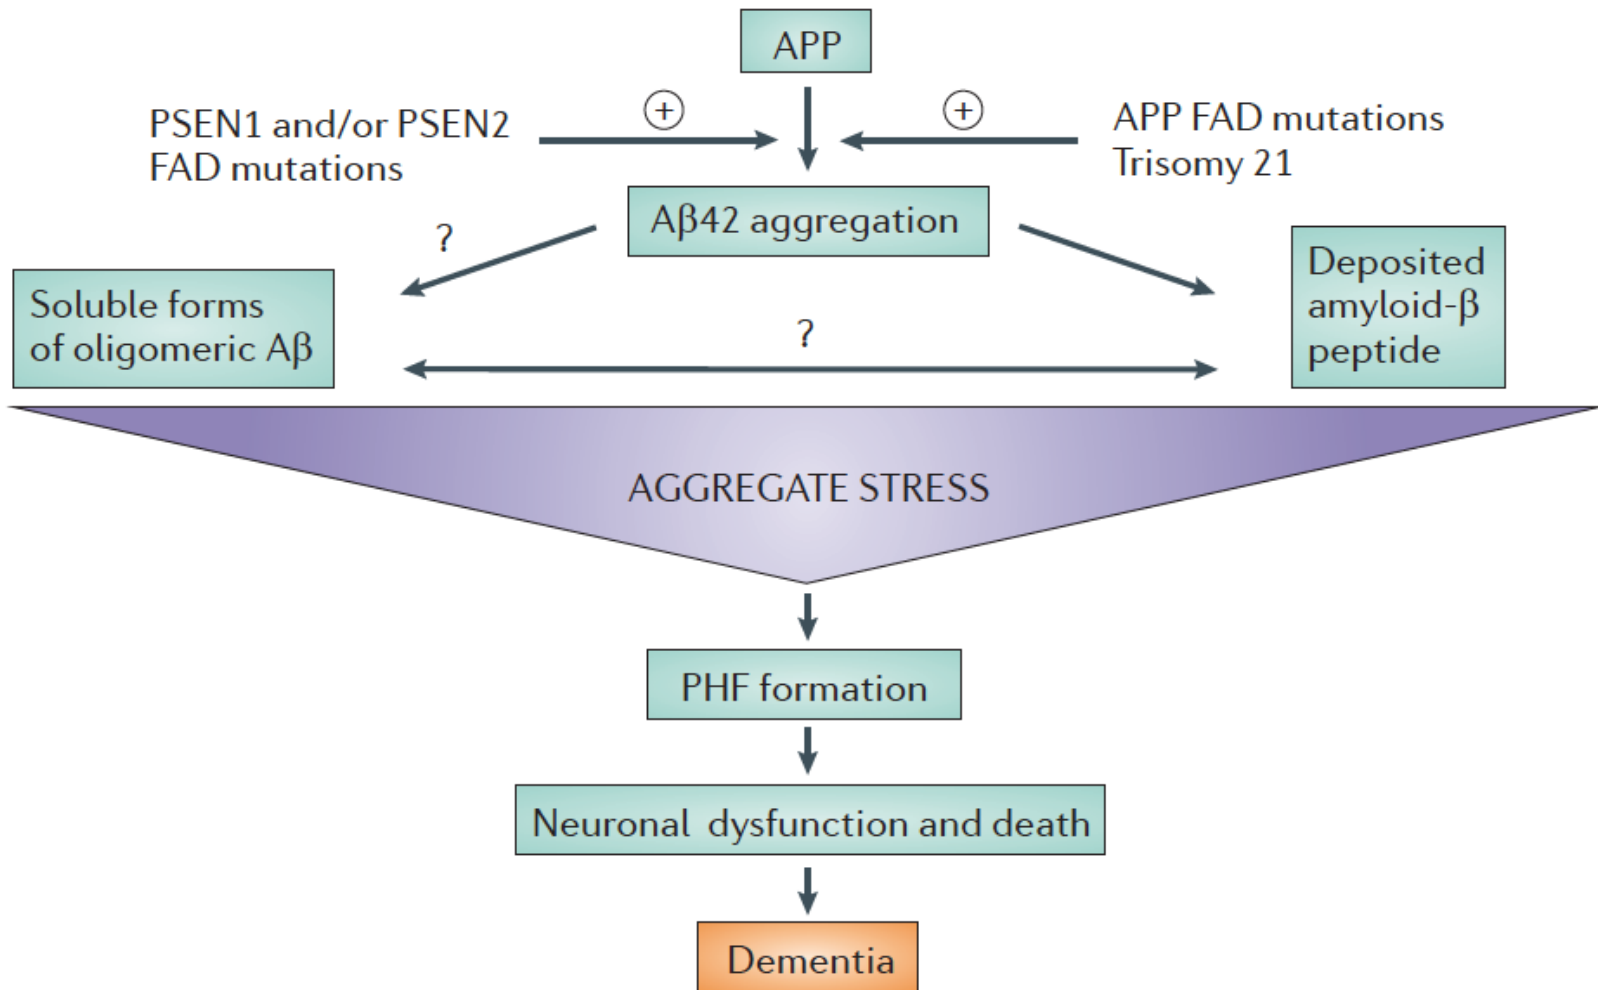 APP
+
+
PSEN1 and/or PSEN2
FAD mutations
APP FAD mutations
Trisomy 21
Aβ42 aggregation
?
Soluble forms
of oligomeric Aβ
?
Deposited
amyloid-β
peptide
AGGREGATE STRESS
PHF formation
Neuronal dysfunction and death
Dementia